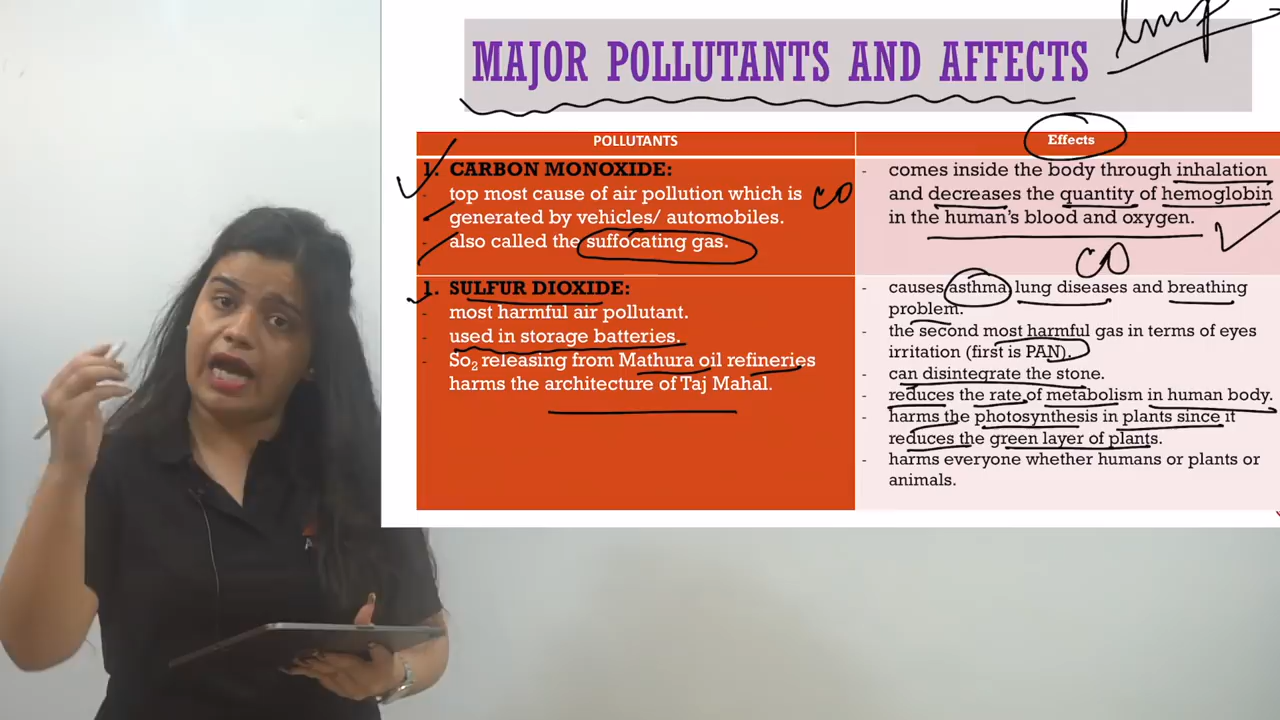 Imp
MAJOR POLLUTANTS AND AFFECTS
POLLUTANTS
Effects
1. CARBON MONOXIDE:
- top most cause of air pollution which is
generated by vehicles/ automobiles.
- also called the suffocating gas.
CO
- comes inside the body through inhalation
and decreases the quantity of hemoglobin
in the human's blood and oxygen.
CO
1. SULFUR DIOXIDE:
- most harmful air pollutant.
- used in storage batteries.
- So2 releasing from Mathura oil refineries
harms the architecture of Taj Mahal.
- causes asthma, lung diseases and breathing
problem.
- the second most harmful gas in terms of eyes
irritation (first is PAN).
- can disintegrate the stone.
- reduces the rate of metabolism in human body.
- harms the photosynthesis in plants since it
reduces the green layer of plants.
- harms everyone whether humans or plants or
animals.